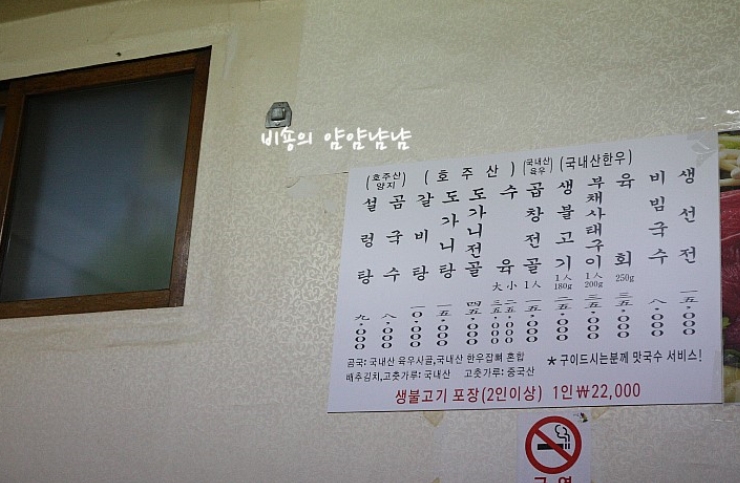 비숑의 얌얌냠냠
(호주산 양지) (호주산) (국내산 육우) (국내산한우)
설렁탕 九.000
곰국수 八.000
갈비탕 一0.000
도가니탕 一五.000
도가니전골 四五.000
수육 大 三五.000 小 二五.000
곱창전골 1人 一五.000
생불고기 1人 180g 二五.000
부채사태구이 1人 200g 三五.000
육회 250g 三五.000
비빔국수 八.000
생선전 一五.000
곰국: 국내산 육우사골,국내산 한우잡뼈 혼합 *구이드시는분께 맛국수 서비스!
배추김치,고춧가루: 국내산 고춧가루: 중국산
생불고기 포장(2인이상) 1인₩22,000
금연